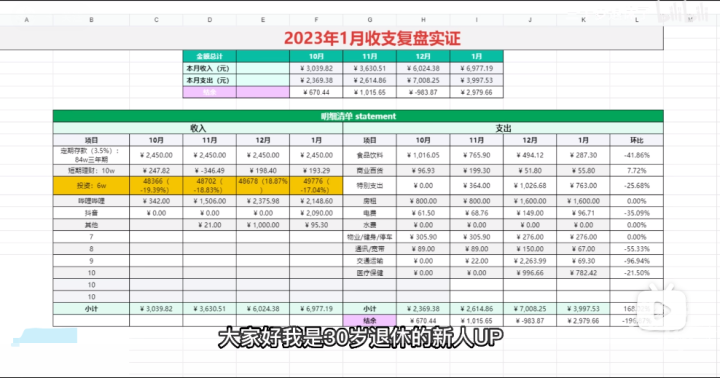 A B C D E F G H I J K L M
2023年1月收支复盘实证
金额总计 10月 11月 12月 1月
本月收入（元） ¥ 3,039.82 ¥ 3,630.51 ¥ 6,024.38 ¥ 6,977.19
本月支出（元） ¥ 2,369.38 ¥ 2,614.86 ¥ 7,008.25 ¥ 3,997.53
结余 ¥ 670.44 ¥ 1,015.65 ¥ -983.87 ¥ 2,979.66
明细清单 statement
收入 支出
项目 10月 11月 12月 1月 项目 10月 11月 12月 1月 环比
定期存款（3.5%）：
84w三年期 ¥ 2,450.00 ¥ 2,450.00 ¥ 2,450.00 ¥ 2,450.00 食品饮料 ¥ 1,016.05 ¥ 765.90 ¥ 494.12 ¥ 287.30 -41.86%
短期理财：10w ¥ 247.82 ¥ -346.49 ¥ 198.40 ¥ 193.29 商业百货 ¥ 96.93 ¥ 199.30 ¥ 51.80 ¥ 55.80 7.72%
投资：6w 48366（-19.39%） 48702（-18.83%） 48678（18.87%） 49776（-17.04%） 特别支出 ¥ 0.00 ¥ 364.00 ¥ 1,026.68 ¥ 763.00 -25.68%
哔哩哔哩 ¥ 342.00 ¥ 1,506.00 ¥ 2,375.98 ¥ 2,148.60 房租 ¥ 800.00 ¥ 800.00 ¥ 1,600.00 ¥ 1,600.00 0.00%
抖音 ¥ 0.00 ¥ 0.00 ¥ 0.00 ¥ 2,090.00 电费 ¥ 61.50 ¥ 68.76 ¥ 149.00 ¥ 96.71 -35.09%
其他 ¥ 21.00 ¥ 1,000.00 ¥ 95.30 水费 ¥ 0.00 ¥ 0.00 ¥ 0.00 ¥ 0.00 0.00%
7 物业/健身/停车 ¥ 305.90 ¥ 305.90 ¥ 276.00 ¥ 276.00 0.00%
8 通讯/宽带 ¥ 89.00 ¥ 89.00 ¥ 150.00 ¥ 67.00 -55.33%
9 交通运输 ¥ 0.00 ¥ 22.00 ¥ 2,263.99 ¥ 69.30 -96.94%
10 医疗保健 ¥ 0.00 ¥ 0.00 ¥ 996.66 ¥ 782.42 -21.50%
10
10
小计 ¥ 3,039.82 ¥ 3,630.51 ¥ 6,024.38 ¥ 6,977.19 小计 ¥ 2,369.38 ¥ 2,614.86 ¥ 7,008.25 ¥ 3,997.53
结余 ¥ 670.44 ¥ 1,015.65 ¥ -983.87 ¥ 2,979.66
大家好我是30岁退休的新人UP